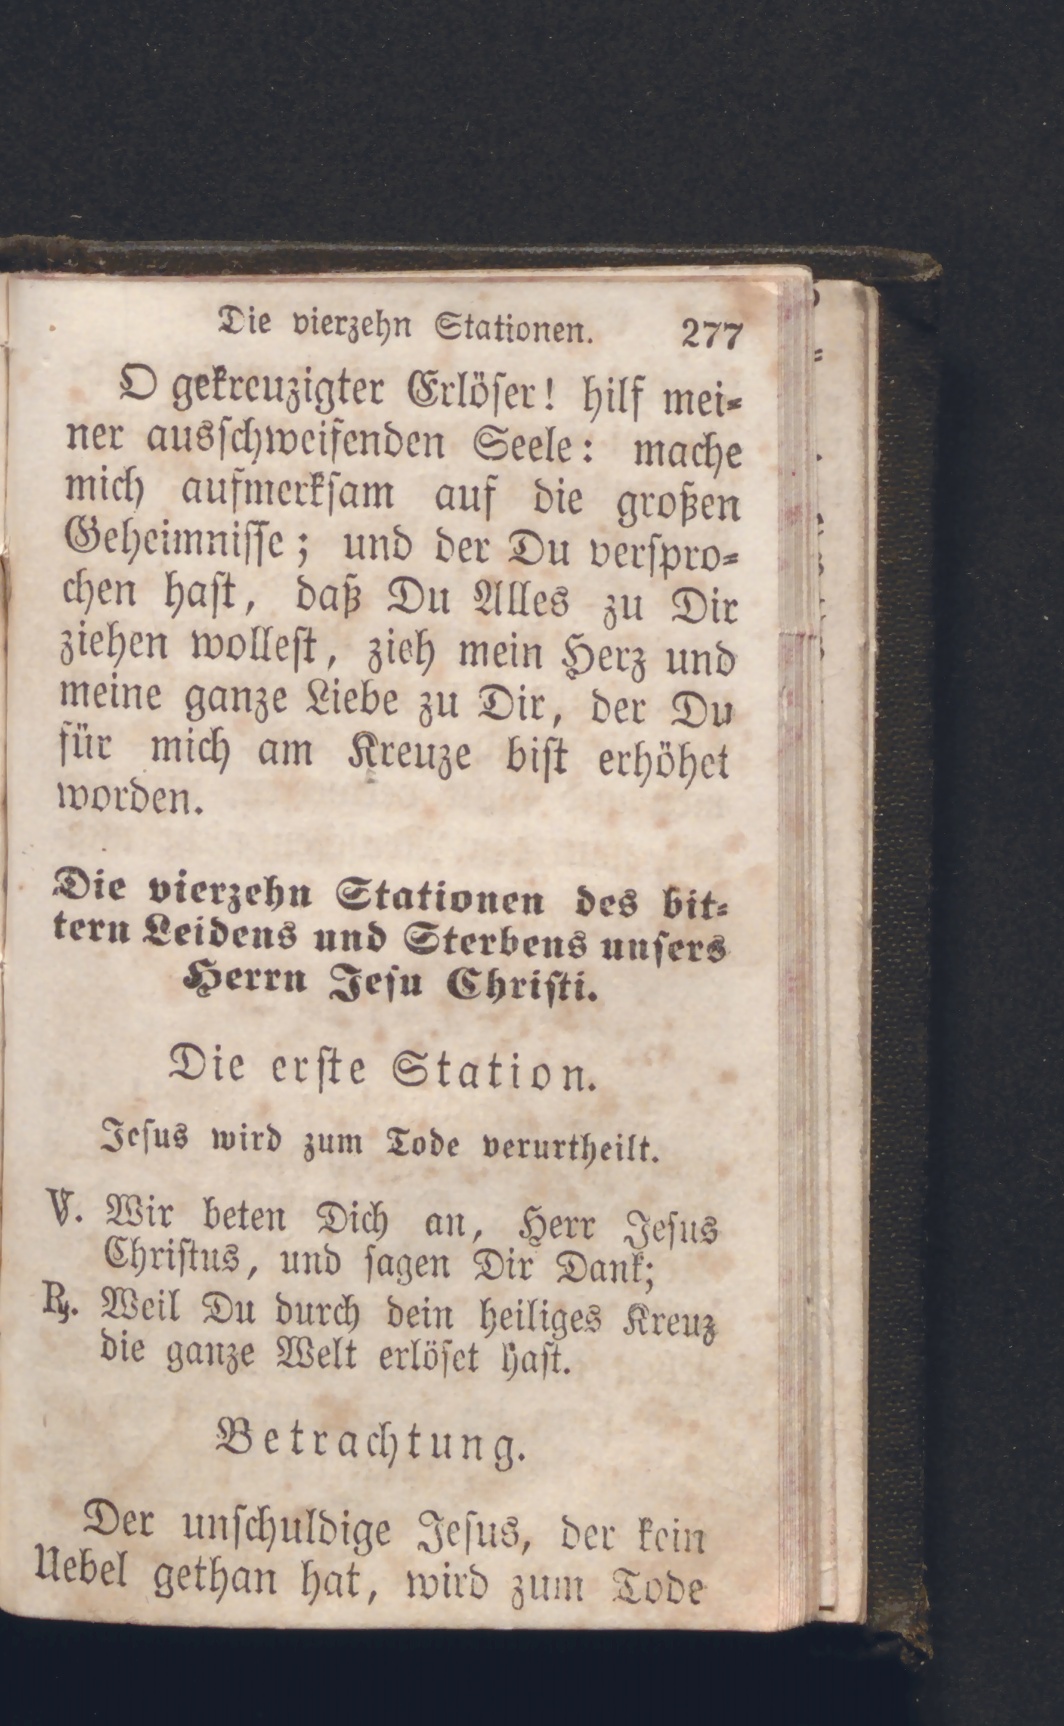 Die vierzehn Stationen. 277
O gekreuzigter Erlöser! hilf mei⸗
ner ausschweifenden Seele: mache
mich aufmerksam auf die großen
Geheimnisse; und der Du verspro⸗
chen hast, daß Du Alles zu Dir
ziehen wollest, zieh mein Herz und
meine ganze Liebe zu Dir, der Du
für mich am Kreuze bist erhöhet
worden.
Die vierzehn Stationen des bit⸗
tern Leidens und Sterbens unsers
Herrn Jesu Christi.
Die erste Station.
Jesus wird zum Tode verurtheilt.
V. Wir beten Dich an, Herr Jesus
Christus, und sagen Dir Dank;
R. Weil Du durch dein heiliges Kreuz
die ganze Welt erlöset hast.
Betrachtung.
Der unschuldige Jesus, der kein
Uebel gethan hat, wird zum Tode